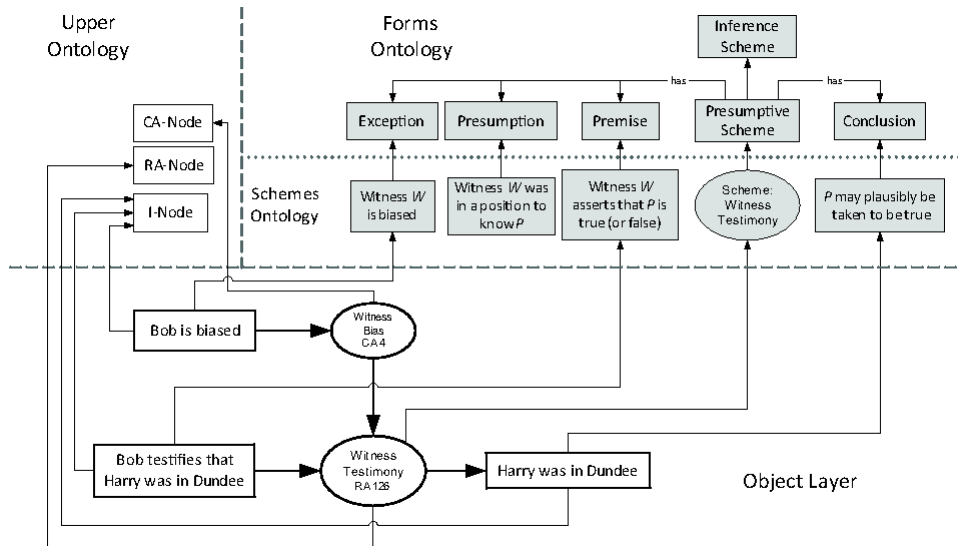 Upper
Ontology
Forms
Ontology
Inference
Scheme
has
has
CA-Node
Exception
Presumption
Premise
Presumptive
Scheme
Conclusion
RA-Node
I-Node
Schemes
Ontology
Witness W
is biased
Witness W was
in a position to
know P
Witness W
asserts that P is
true (or false)
Scheme:
Witness
Testimony
P may plausibly be
taken to be true
Bob is biased
Witness
Bias
CA4
Bob testifies that
Harry was in Dundee
Witness
Testimony
RA126
Harry was in Dundee
Object Layer